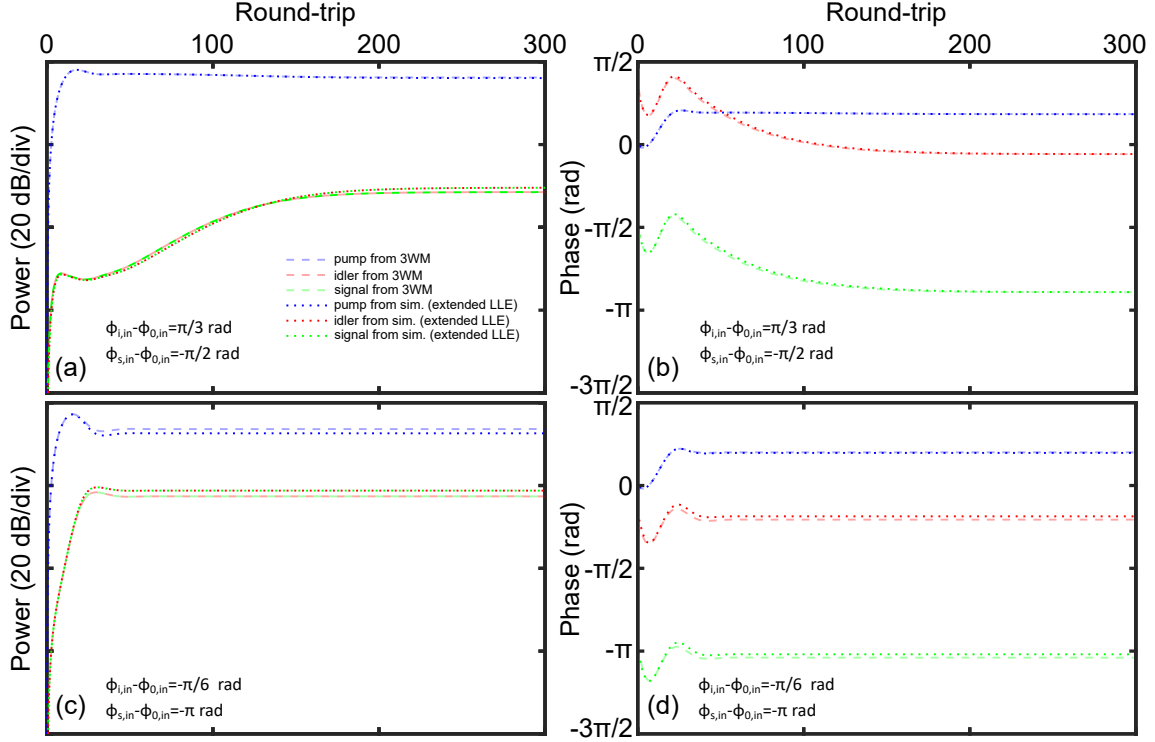 Round-trip
Round-trip
0 100 200 300
0 100 200 300
Power (20 dB/div)
pump from 3WM
idler from 3WM
signal from 3WM
pump from sim. (extended LLE)
idler from sim. (extended LLE)
signal from sim. (extended LLE)
ϕi,in-ϕ0,in=π/3 rad
ϕs,in-ϕ0,in=-π/2 rad
(a)
Phase (rad)
π/2
0
-π/2
-π
-3π/2
ϕi,in-ϕ0,in=π/3 rad
ϕs,in-ϕ0,in=-π/2 rad
(b)
Power (20 dB/div)
ϕi,in-ϕ0,in=-π/6 rad
ϕs,in-ϕ0,in=-π rad
(c)
Phase (rad)
π/2
0
-π/2
-π
-3π/2
ϕi,in-ϕ0,in=-π/6 rad
ϕs,in-ϕ0,in=-π rad
(d)